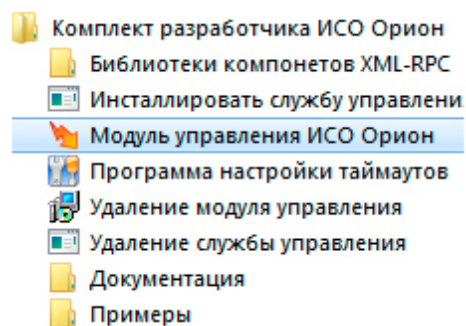 Комплект разработчика ИСО Орион
Библиотеки компонетов XML-RPC
Инсталлировать службу управлени
Модуль управления ИСО Орион
Программа настройки таймаутов
Удаление модуля управления
Удаление службы управления
Документация
Примеры